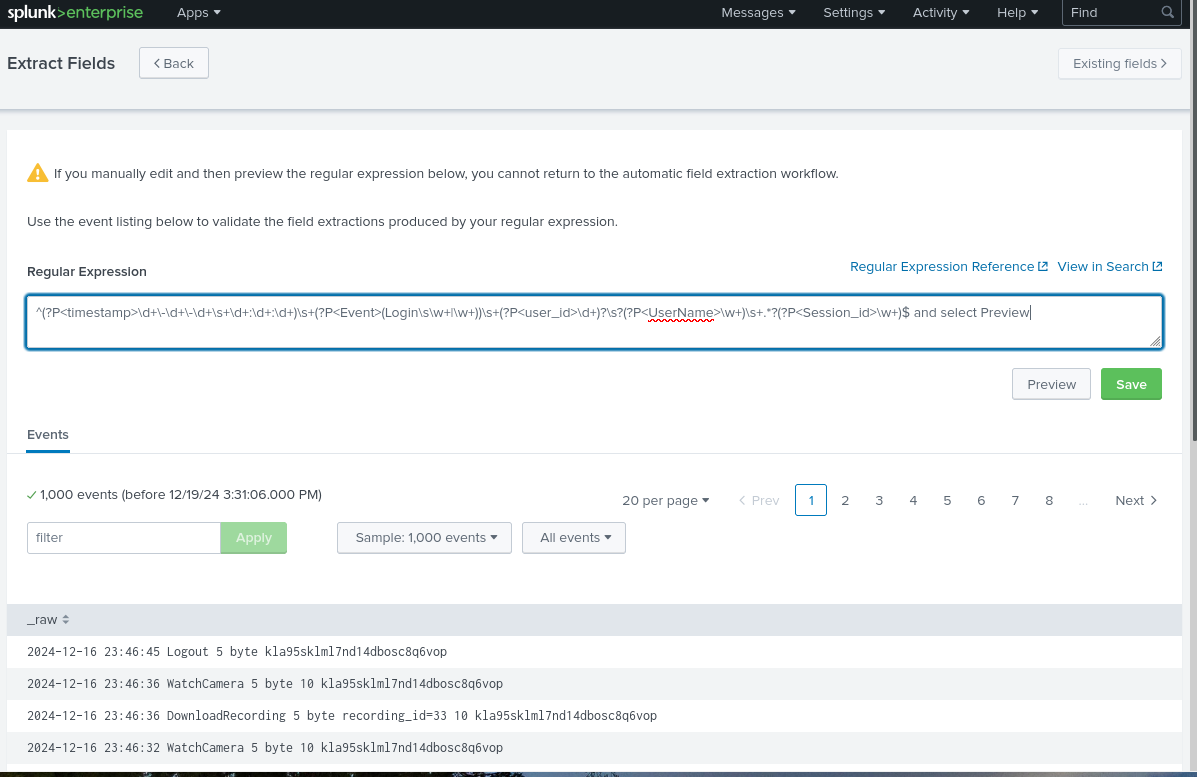 splunk>enterprise Apps Messages Settings Activity Help Find
Extract Fields Back Existing fields
If you manually edit and then preview the regular expression below, you cannot return to the automatic field extraction workflow.
Use the event listing below to validate the field extractions produced by your regular expression.
Regular Expression Regular Expression Reference View in Search
^(?P<timestamp>\d+\-\d+\-\d+\s+\d+:\d+:\d+)\s+(?P<Event>(Login\s\w+|\w+))\s+(?P<user_id>\d+)?\s?(?P<UserName>\w+)\s+.*?(?P<Session_id>\w+)$ and select Preview
Preview Save
Events
✓ 1,000 events (before 12/19/24 3:31:06.000 PM)
20 per page < Prev 1 2 3 4 5 6 7 8 ... Next >
filter Apply Sample: 1,000 events All events
_raw
2024-12-16 23:46:45 Logout 5 byte kla95sklml7nd14dbosc8q6vop
2024-12-16 23:46:36 WatchCamera 5 byte 10 kla95sklml7nd14dbosc8q6vop
2024-12-16 23:46:36 DownloadRecording 5 byte recording_id=33 10 kla95sklml7nd14dbosc8q6vop
2024-12-16 23:46:32 WatchCamera 5 byte 10 kla95sklml7nd14dbosc8q6vop